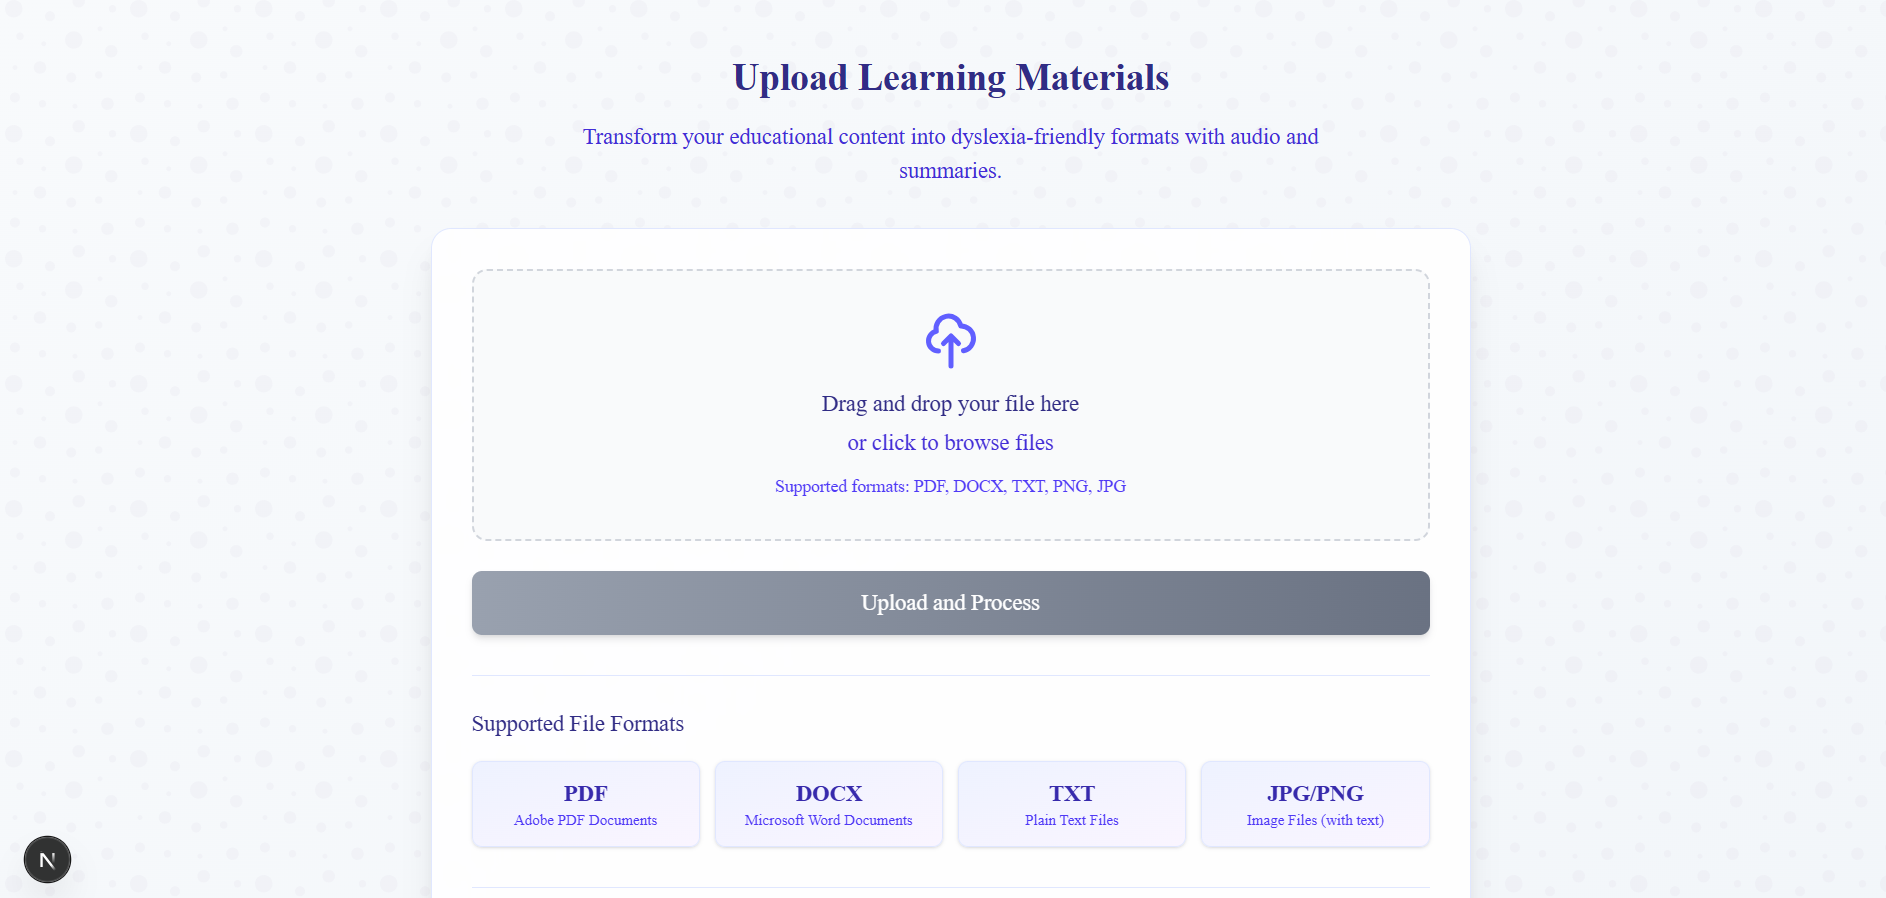 Upload Learning Materials
Transform your educational content into dyslexia-friendly formats with audio and
summaries.
Drag and drop your file here
or click to browse files
Supported formats: PDF, DOCX, TXT, PNG, JPG
Upload and Process
Supported File Formats
PDF
Adobe PDF Documents
DOCX
Microsoft Word Documents
TXT
Plain Text Files
JPG/PNG
Image Files (with text)
N